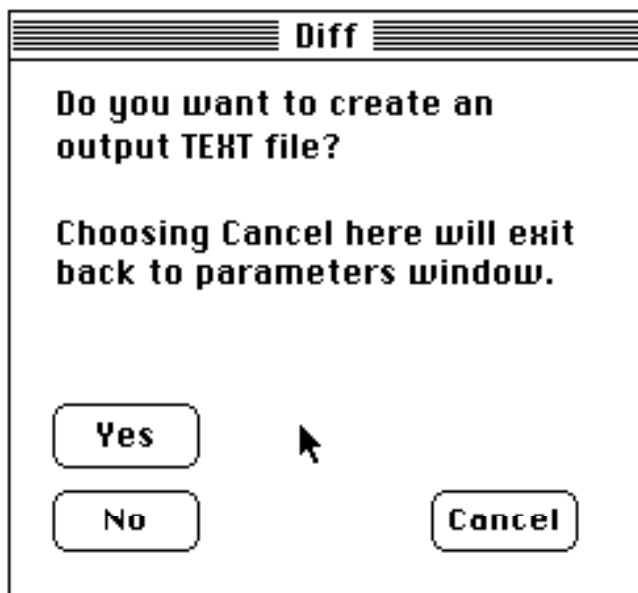 Diff
Do you want to create an
output TEXT file?
Choosing Cancel here will exit
back to parameters window.
Yes
No
Cancel